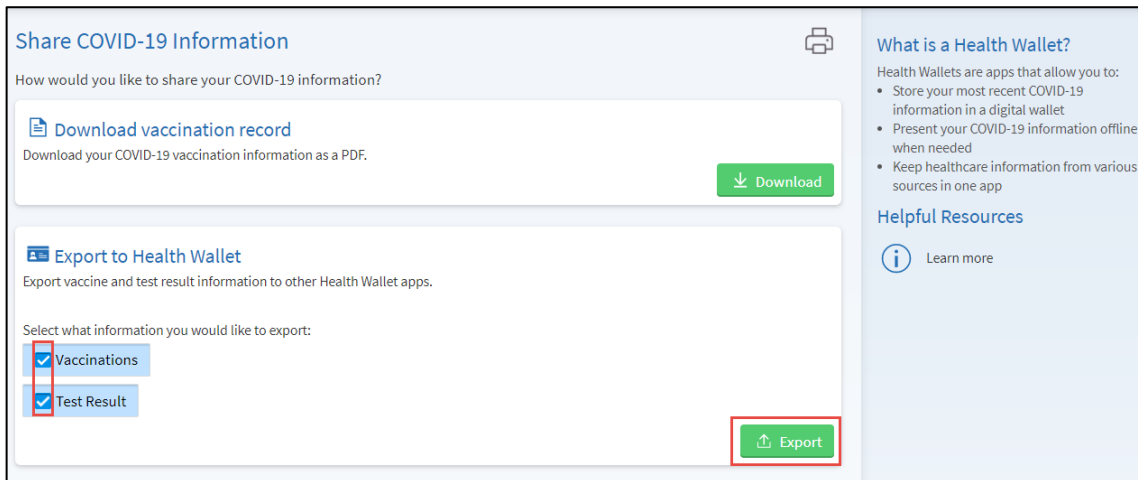 Share COVID-19 Information
How would you like to share your COVID-19 information?
Download vaccination record
Download your COVID-19 vaccination information as a PDF.
Download
Export to Health Wallet
Export vaccine and test result information to other Health Wallet apps.
Select what information you would like to export:
Vaccinations
Test Result
Export
What is a Health Wallet?
Health Wallets are apps that allow you to:
• Store your most recent COVID-19
information in a digital wallet
• Present your COVID-19 information offline
when needed
• Keep healthcare information from various
sources in one app
Helpful Resources
Learn more